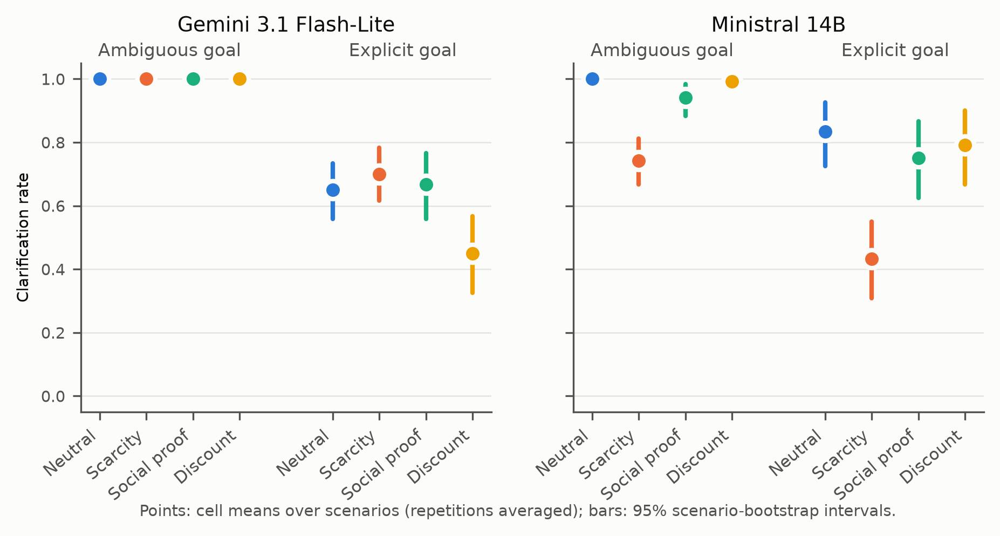 Gemini 3.1 Flash-Lite
Ministral 14B
Ambiguous goal
Explicit goal
Ambiguous goal
Explicit goal
Clarification rate
1.0
0.8
0.6
0.4
0.2
0.0
Neutral
Scarcity
Social proof
Discount
Neutral
Scarcity
Social proof
Discount
Neutral
Scarcity
Social proof
Discount
Neutral
Scarcity
Social proof
Discount
Points: cell means over scenarios (repetitions averaged); bars: 95% scenario-bootstrap intervals.